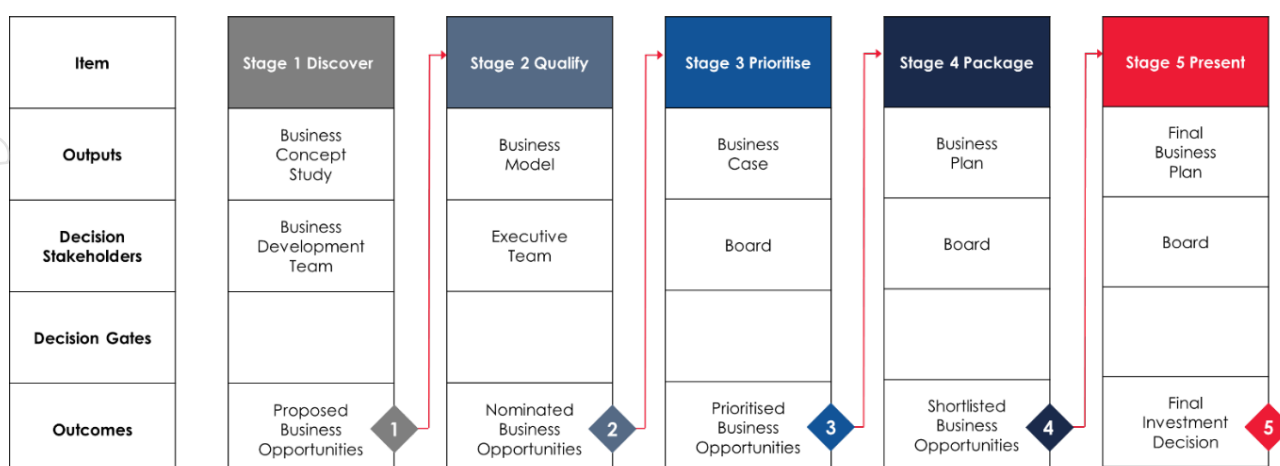 Item
Stage 1 Discover
Stage 2 Qualify
Stage 3 Prioritise
Stage 4 Package
Stage 5 Present
Outputs
Business
Concept
Study
Business
Model
Business
Case
Business
Plan
Final
Business
Plan
Decision
Stakeholders
Business
Development
Team
Executive
Team
Board
Board
Board
Decision Gates
Outcomes
Proposed
Business
Opportunities
1
Nominated
Business
Opportunities
2
Prioritised
Business
Opportunities
3
Shortlisted
Business
Opportunities
4
Final
Investment
Decision
5